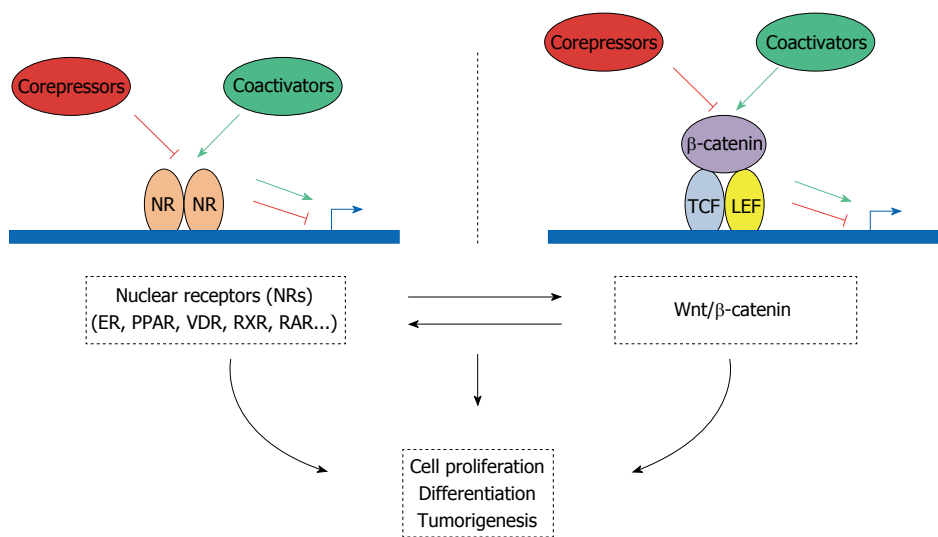 Corepressors
Coactivators
NR
NR
Corepressors
Coactivators
β-catenin
TCF
LEF
Nuclear receptors (NRs)
(ER, PPAR, VDR, RXR, RAR...)
Wnt/β-catenin
Cell proliferation
Differentiation
Tumorigenesis